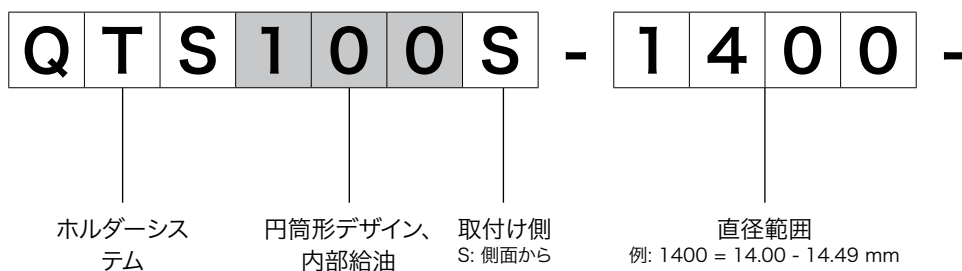 QTS100S - 1400 -
ホルダーシス
テム
円筒形デザイン、
内部給油
取付け側
S: 側面から
直径範囲
例: 1400 = 14.00 - 14.49 mm